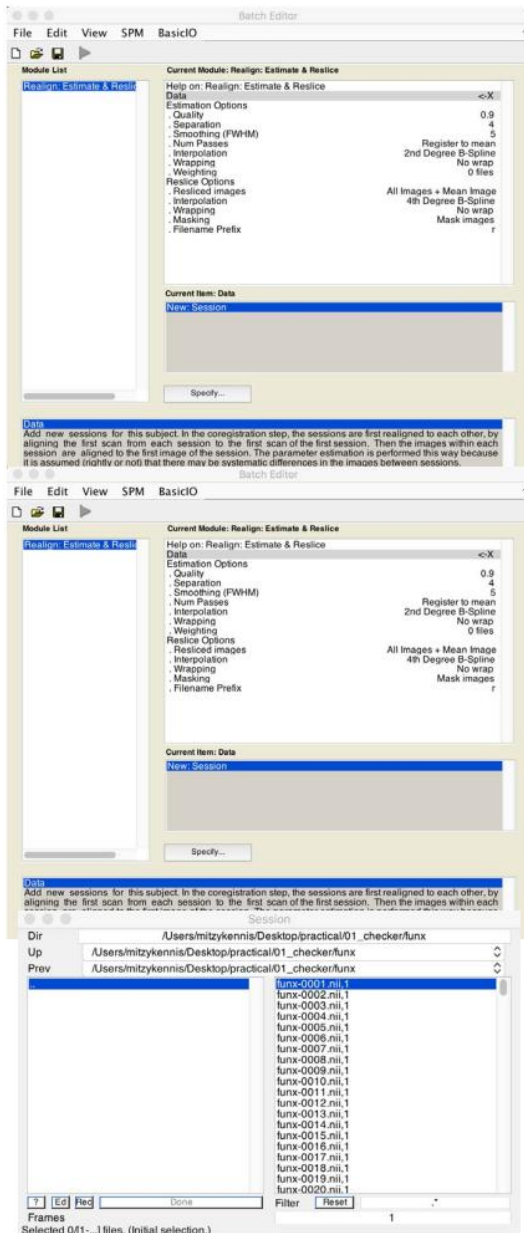 Batch Editor
File Edit View SPM BasicIO
Module List
Current Module: Realign: Estimate & Reslice
Realign: Estimate & Reslic
Help on: Realign: Estimate & Reslice
Data <-X
Estimation Options
. Quality 0.9
. Separation 4
. Smoothing (FWHM) 5
. Num Passes Register to mean
. Interpolation 2nd Degree B-Spline
. Wrapping No wrap
. Weighting 0 files
Reslice Options
. Resliced images All Images + Mean Image
. Interpolation 4th Degree B-Spline
. Wrapping No wrap
. Masking Mask images
. Filename Prefix r
Current Item: Data
New: Session
Specify...
Data
Add new sessions for this subject. In the coregistration step, the sessions are first realigned to each other, by
aligning the first scan from each session to the first scan of the first session. Then the images within each
session are aligned to the first image of the session. The parameter estimation is performed this way because
it is assumed (rightly or not) that there may be systematic differences in the images between sessions.
Batch Editor
File Edit View SPM BasicIO
Module List
Current Module: Realign: Estimate & Reslice
Realign: Estimate & Reslic
Help on: Realign: Estimate & Reslice
Data <-X
Estimation Options
. Quality 0.9
. Separation 4
. Smoothing (FWHM) 5
. Num Passes Register to mean
. Interpolation 2nd Degree B-Spline
. Wrapping No wrap
. Weighting 0 files
Reslice Options
. Resliced images All Images + Mean Image
. Interpolation 4th Degree B-Spline
. Wrapping No wrap
. Masking Mask images
. Filename Prefix r
Current Item: Data
New: Session
Specify...
Data
Add new sessions for this subject. In the coregistration step, the sessions are first realigned to each other, by
aligning the first scan from each session to the first scan of the first session. Then the images within each
Session
Dir /Users/mitzykennis/Desktop/practical/01_checker/funx
Up /Users/mitzykennis/Desktop/practical/01_checker/funx
Prev /Users/mitzykennis/Desktop/practical/01_checker/funx
..
funx-0001.nii,1
funx-0002.nii,1
funx-0003.nii,1
funx-0004.nii,1
funx-0005.nii,1
funx-0006.nii,1
funx-0007.nii,1
funx-0008.nii,1
funx-0009.nii,1
funx-0010.nii,1
funx-0011.nii,1
funx-0012.nii,1
funx-0013.nii,1
funx-0014.nii,1
funx-0015.nii,1
funx-0016.nii,1
funx-0017.nii,1
funx-0018.nii,1
funx-0019.nii,1
funx-0020.nii,1
? Ed Rec Done Filter Reset .*
Frames 1
Selected 0/[1-...] files. (Initial selection.)